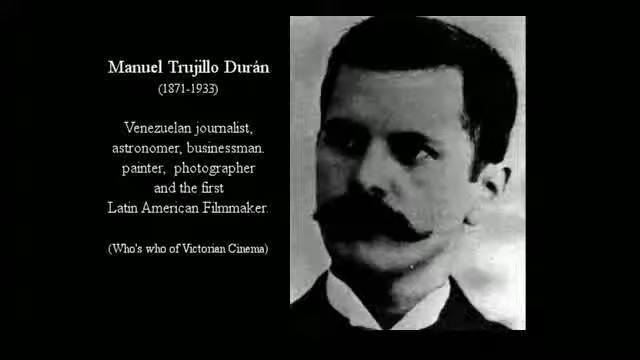 Manuel Trujillo Durán
(1871-1933)
Venezuelan journalist,
astronomer, businessman.
painter, photographer
and the first
Latin American Filmmaker.
(Who's who of Victorian Cinema)